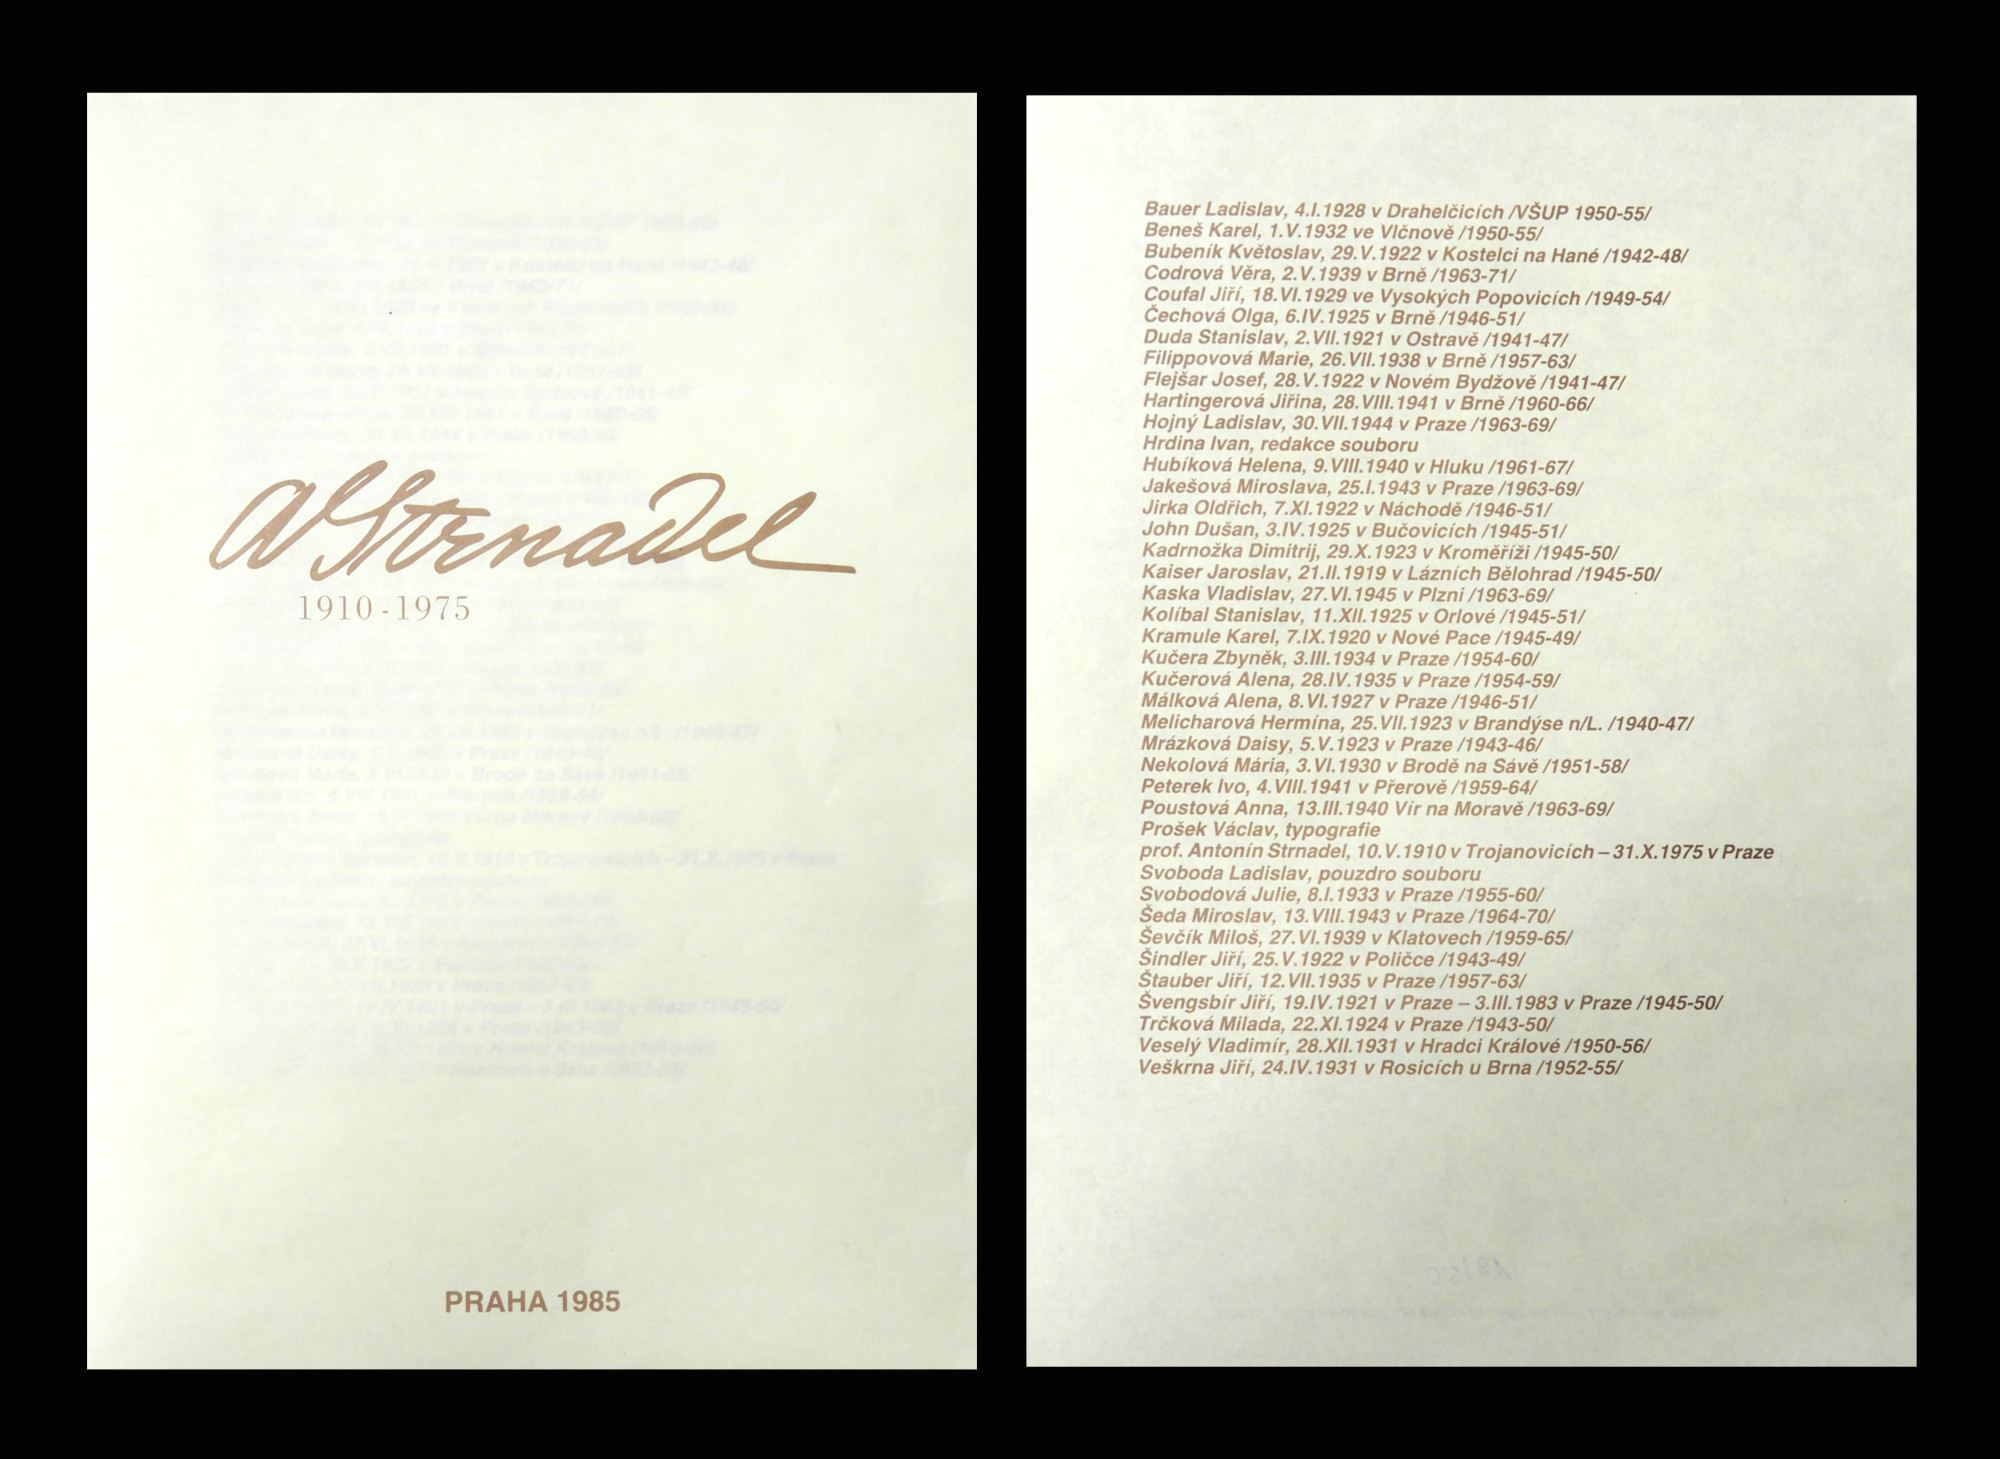 A Strnadel
1910 - 1975
PRAHA 1985
Bauer Ladislav, 4.I.1928 v Drahelčicích /VŠUP 1950-55/
Beneš Karel, 1.V.1932 ve Vlčnově /1950-55/
Bubeník Květoslav, 29.V.1922 v Kostelci na Hané /1942-48/
Codrová Věra, 2.V.1939 v Brně /1963-71/
Coufal Jiří, 18.VI.1929 ve Vysokých Popovicích /1949-54/
Čechová Olga, 6.IV.1925 v Brně /1946-51/
Duda Stanislav, 2.VII.1921 v Ostravě /1941-47/
Filippovová Marie, 26.VII.1938 v Brně /1957-63/
Flejšar Josef, 28.V.1922 v Novém Bydžově /1941-47/
Hartingerová Jiřina, 28.VIII.1941 v Brně /1960-66/
Hojný Ladislav, 30.VII.1944 v Praze /1963-69/
Hrdina Ivan, redakce souboru
Hubíková Helena, 9.VIII.1940 v Hluku /1961-67/
Jakešová Miroslava, 25.I.1943 v Praze /1963-69/
Jirka Oldřich, 7.XI.1922 v Náchodě /1946-51/
John Dušan, 3.IV.1925 v Bučovicích /1945-51/
Kadrnožka Dimitrij, 29.X.1923 v Kroměříži /1945-50/
Kaiser Jaroslav, 21.II.1919 v Lázních Bělohrad /1945-50/
Kaska Vladislav, 27.VI.1945 v Plzni /1963-69/
Kolíbal Stanislav, 11.XII.1925 v Orlové /1945-51/
Kramule Karel, 7.IX.1920 v Nové Pace /1945-49/
Kučera Zbyněk, 3.III.1934 v Praze /1954-60/
Kučerová Alena, 28.IV.1935 v Praze /1954-59/
Málková Alena, 8.VI.1927 v Praze /1946-51/
Melicharová Hermína, 25.VII.1923 v Brandýse n/L. /1940-47/
Mrázková Daisy, 5.V.1923 v Praze /1943-46/
Nekolová Mária, 3.VI.1930 v Brodě na Sávě /1951-58/
Peterek Ivo, 4.VIII.1941 v Přerově /1959-64/
Poustová Anna, 13.III.1940 Vír na Moravě /1963-69/
Prošek Václav, typografie
prof. Antonín Strnadel, 10.V.1910 v Trojanovicích – 31.X.1975 v Praze
Svoboda Ladislav, pouzdro souboru
Svobodová Julie, 8.I.1933 v Praze /1955-60/
Šeda Miroslav, 13.VIII.1943 v Praze /1964-70/
Ševčík Miloš, 27.VI.1939 v Klatovech /1959-65/
Šindler Jiří, 25.V.1922 v Poličce /1943-49/
Štauber Jiří, 12.VII.1935 v Praze /1957-63/
Švengsbír Jiří, 19.IV.1921 v Praze – 3.III.1983 v Praze /1945-50/
Trčková Milada, 22.XI.1924 v Praze /1943-50/
Veselý Vladimír, 28.XII.1931 v Hradci Králové /1950-56/
Veškrna Jiří, 24.IV.1931 v Rosicích u Brna /1952-55/